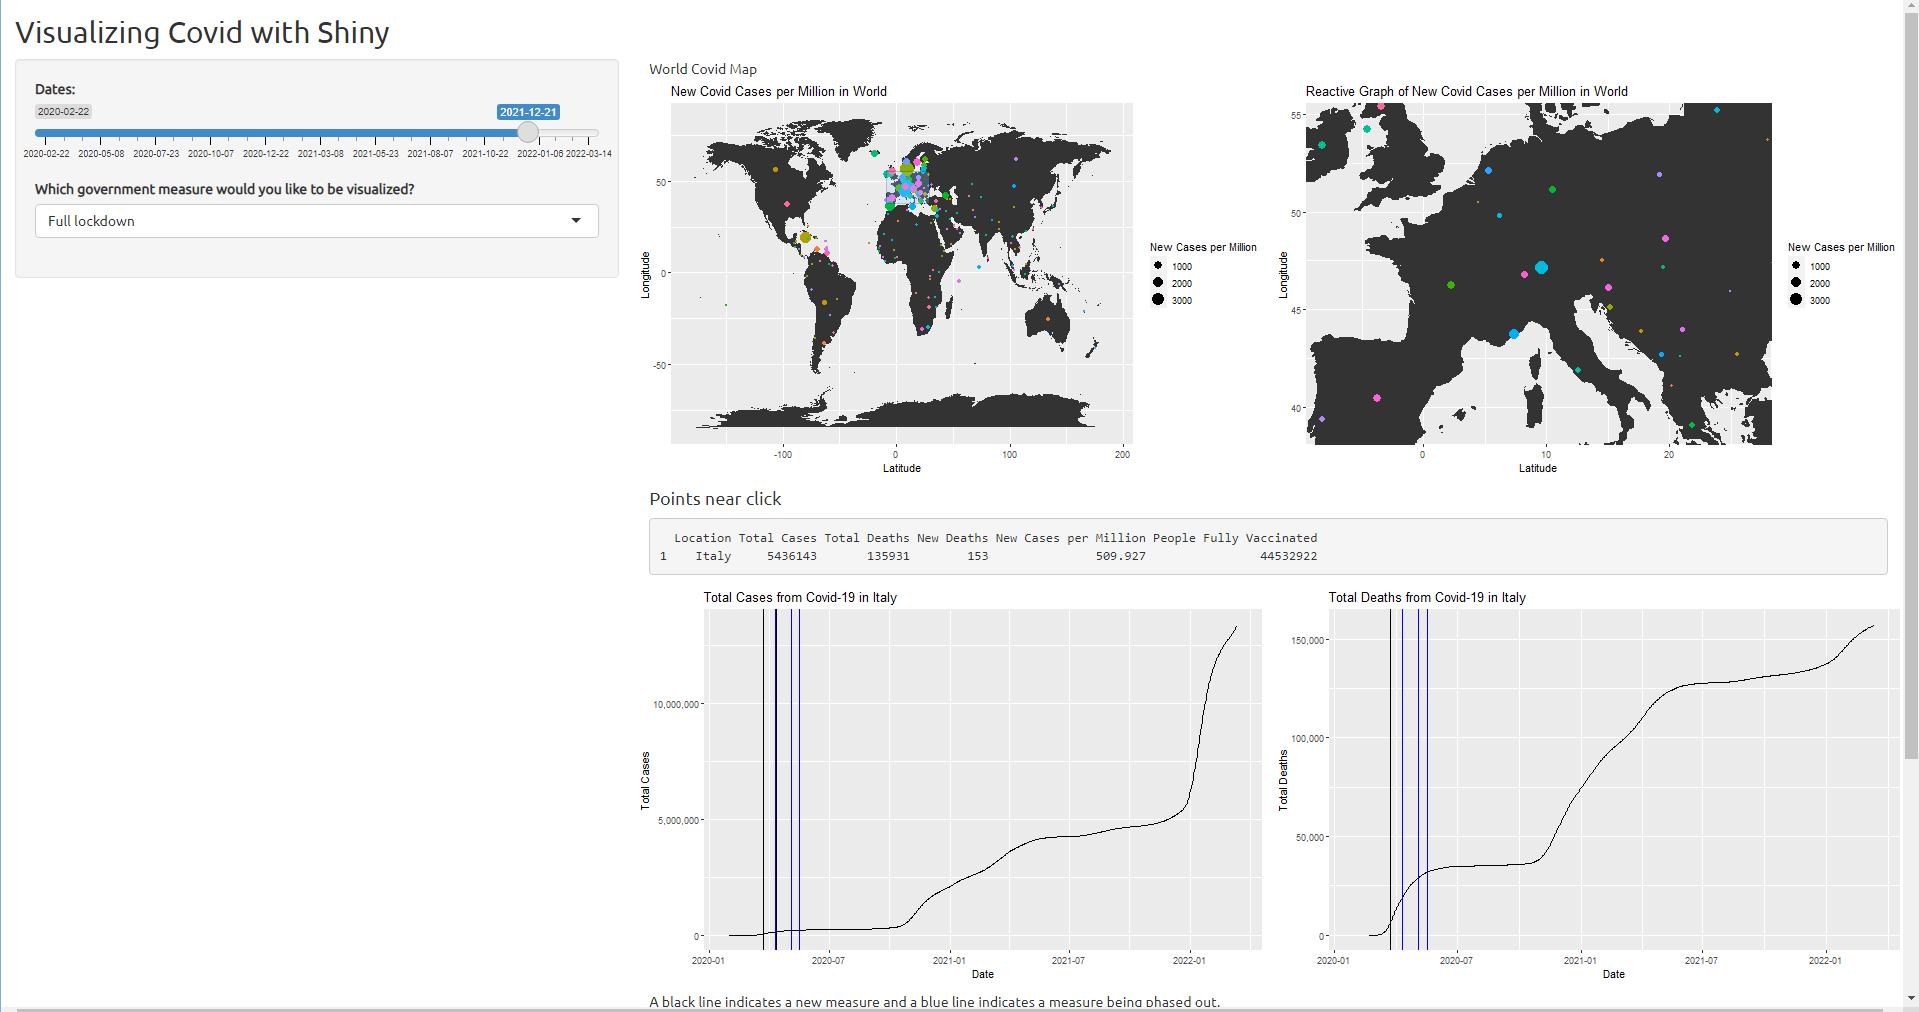 Visualizing Covid with Shiny
Dates:
2020-02-22
2021-12-21
2020-02-22 2020-05-08 2020-07-23 2020-10-07 2020-12-22 2021-03-08 2021-05-23 2021-08-07 2021-10-22 2022-01-06 2022-03-14
Which government measure would you like to be visualized?
Full lockdown
World Covid Map
New Covid Cases per Million in World
50
0
-50
Longitude
-100 0 100 200
Latitude
New Cases per Million
1000
2000
3000
Reactive Graph of New Covid Cases per Million in World
55
50
45
40
Longitude
0 10 20
Latitude
New Cases per Million
1000
2000
3000
Points near click
Location Total Cases Total Deaths New Deaths New Cases per Million People Fully Vaccinated
1 Italy 5436143 135931 153 509.927 44532922
Total Cases from Covid-19 in Italy
10,000,000
5,000,000
0
Total Cases
2020-01 2020-07 2021-01 2021-07 2022-01
Date
Total Deaths from Covid-19 in Italy
150,000
100,000
50,000
0
Total Deaths
2020-01 2020-07 2021-01 2021-07 2022-01
Date
A black line indicates a new measure and a blue line indicates a measure being phased out.